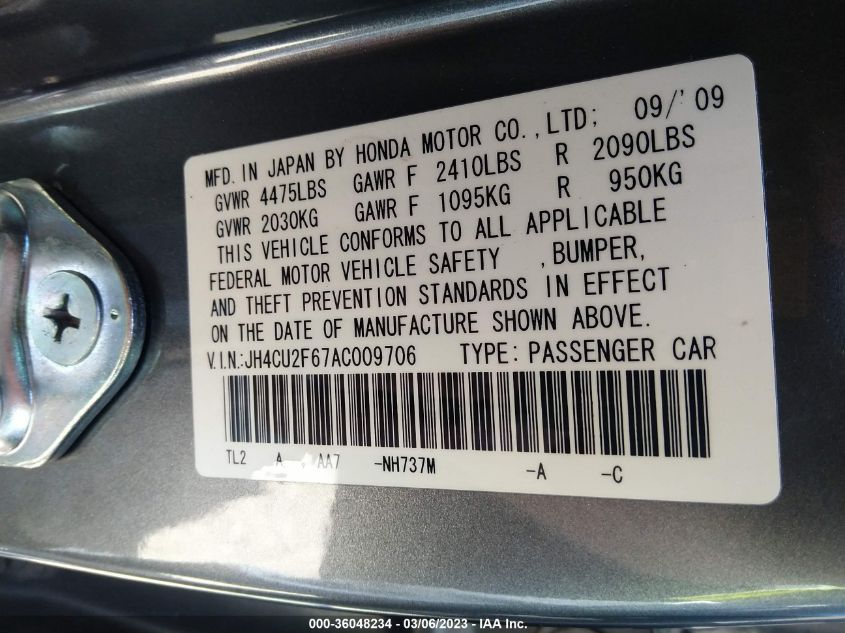 MFD. IN JAPAN BY HONDA MOTOR CO.,LTD; 09/'09
GVWR 4475LBS GAWR F 2410LBS R 2090LBS
GVWR 2030KG GAWR F 1095KG R 950KG
THIS VEHICLE CONFORMS TO ALL APPLICABLE
FEDERAL MOTOR VEHICLE SAFETY ,BUMPER,
AND THEFT PREVENTION STANDARDS IN EFFECT
ON THE DATE OF MANUFACTURE SHOWN ABOVE.
V.I.N.:JH4CU2F67AC009706 TYPE: PASSENGER CAR
TL2 A , AA7 -NH737M -A -C
000-36048234 - 03/06/2023 - IAA Inc.